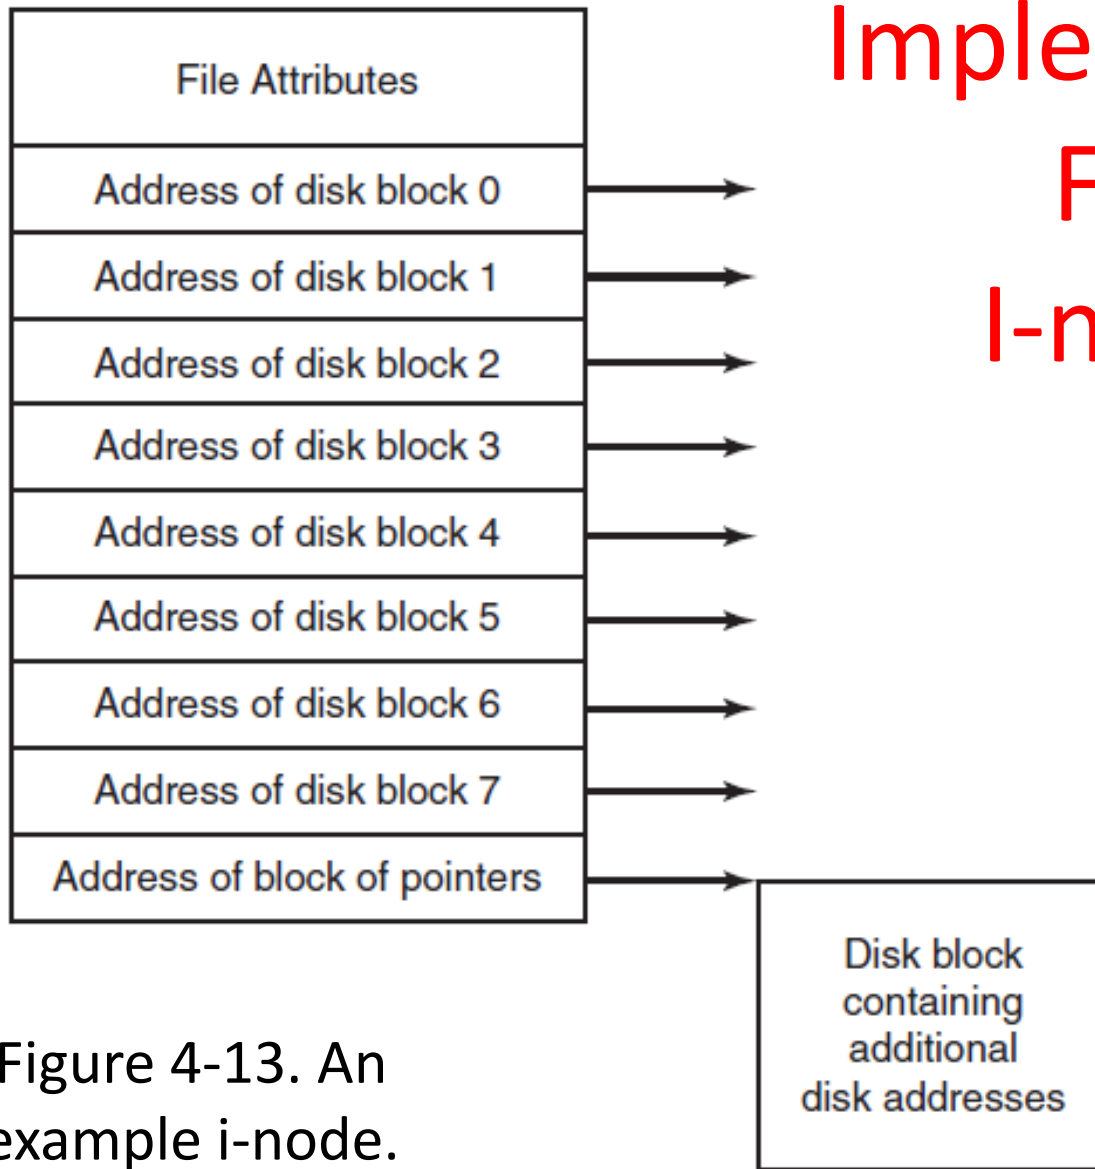 Imple
F
I-n
File Attributes
Address of disk block 0
Address of disk block 1
Address of disk block 2
Address of disk block 3
Address of disk block 4
Address of disk block 5
Address of disk block 6
Address of disk block 7
Address of block of pointers
Disk block
containing
additional
disk addresses
Figure 4-13. An
example i-node.